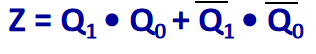 Z = Q₁ • Q₀ + Q̅₁ • Q̅₀